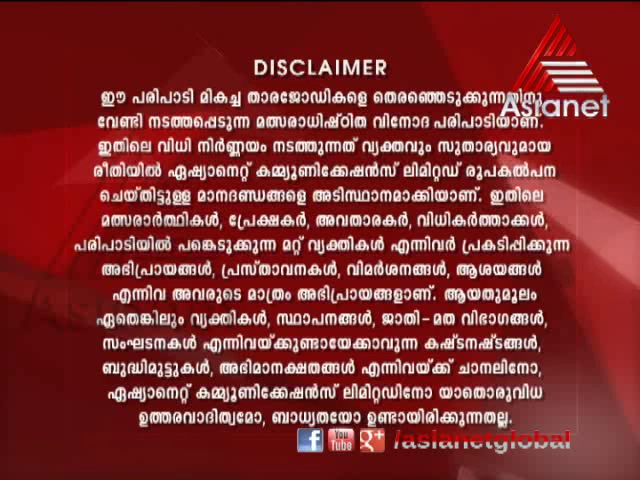 DISCLAIMER
ഈ പരിപാടി മികച്ച താരജോഡികളെ തെരഞ്ഞെടുക്കുന്നതിനു
വേണ്ടി നടത്തപ്പെടുന്ന മത്സരാധിഷ്ഠിത വിനോദ പരിപാടിയാണ്.
ഇതിലെ വിധി നിർണ്ണയം നടത്തുന്നത് വ്യക്തവും സുതാര്യവുമായ
രീതിയിൽ ഏഷ്യാനെറ്റ് കമ്മ്യൂണിക്കേഷൻസ് ലിമിറ്റഡ് രൂപകൽപന
ചെയ്തിട്ടുള്ള മാനദണ്ഡങ്ങളെ അടിസ്ഥാനമാക്കിയാണ്. ഇതിലെ
മത്സരാർത്ഥികൾ, പ്രേക്ഷകർ, അവതാരകർ, വിധികർത്താക്കൾ,
പരിപാടിയിൽ പങ്കെടുക്കുന്ന മറ്റ് വ്യക്തികൾ എന്നിവർ പ്രകടിപ്പിക്കുന്ന
അഭിപ്രായങ്ങൾ, പ്രസ്താവനകൾ, വിമർശനങ്ങൾ, ആശയങ്ങൾ
എന്നിവ അവരുടെ മാത്രം അഭിപ്രായങ്ങളാണ്. ആയതുമൂലം
ഏതെങ്കിലും വ്യക്തികൾ, സ്ഥാപനങ്ങൾ, ജാതി-മത വിഭാഗങ്ങൾ,
സംഘടനകൾ എന്നിവയ്ക്കുണ്ടായേക്കാവുന്ന കഷ്ടനഷ്ടങ്ങൾ,
ബുദ്ധിമുട്ടുകൾ, അഭിമാനക്ഷതങ്ങൾ എന്നിവയ്ക്ക് ചാനലിനോ,
ഏഷ്യാനെറ്റ് കമ്മ്യൂണിക്കേഷൻസ് ലിമിറ്റഡിനോ യാതൊരുവിധ
ഉത്തരവാദിത്വമോ, ബാധ്യതയോ ഉണ്ടായിരിക്കുന്നതല്ല.
Asianet
f You Tube g+ /asianetglobal